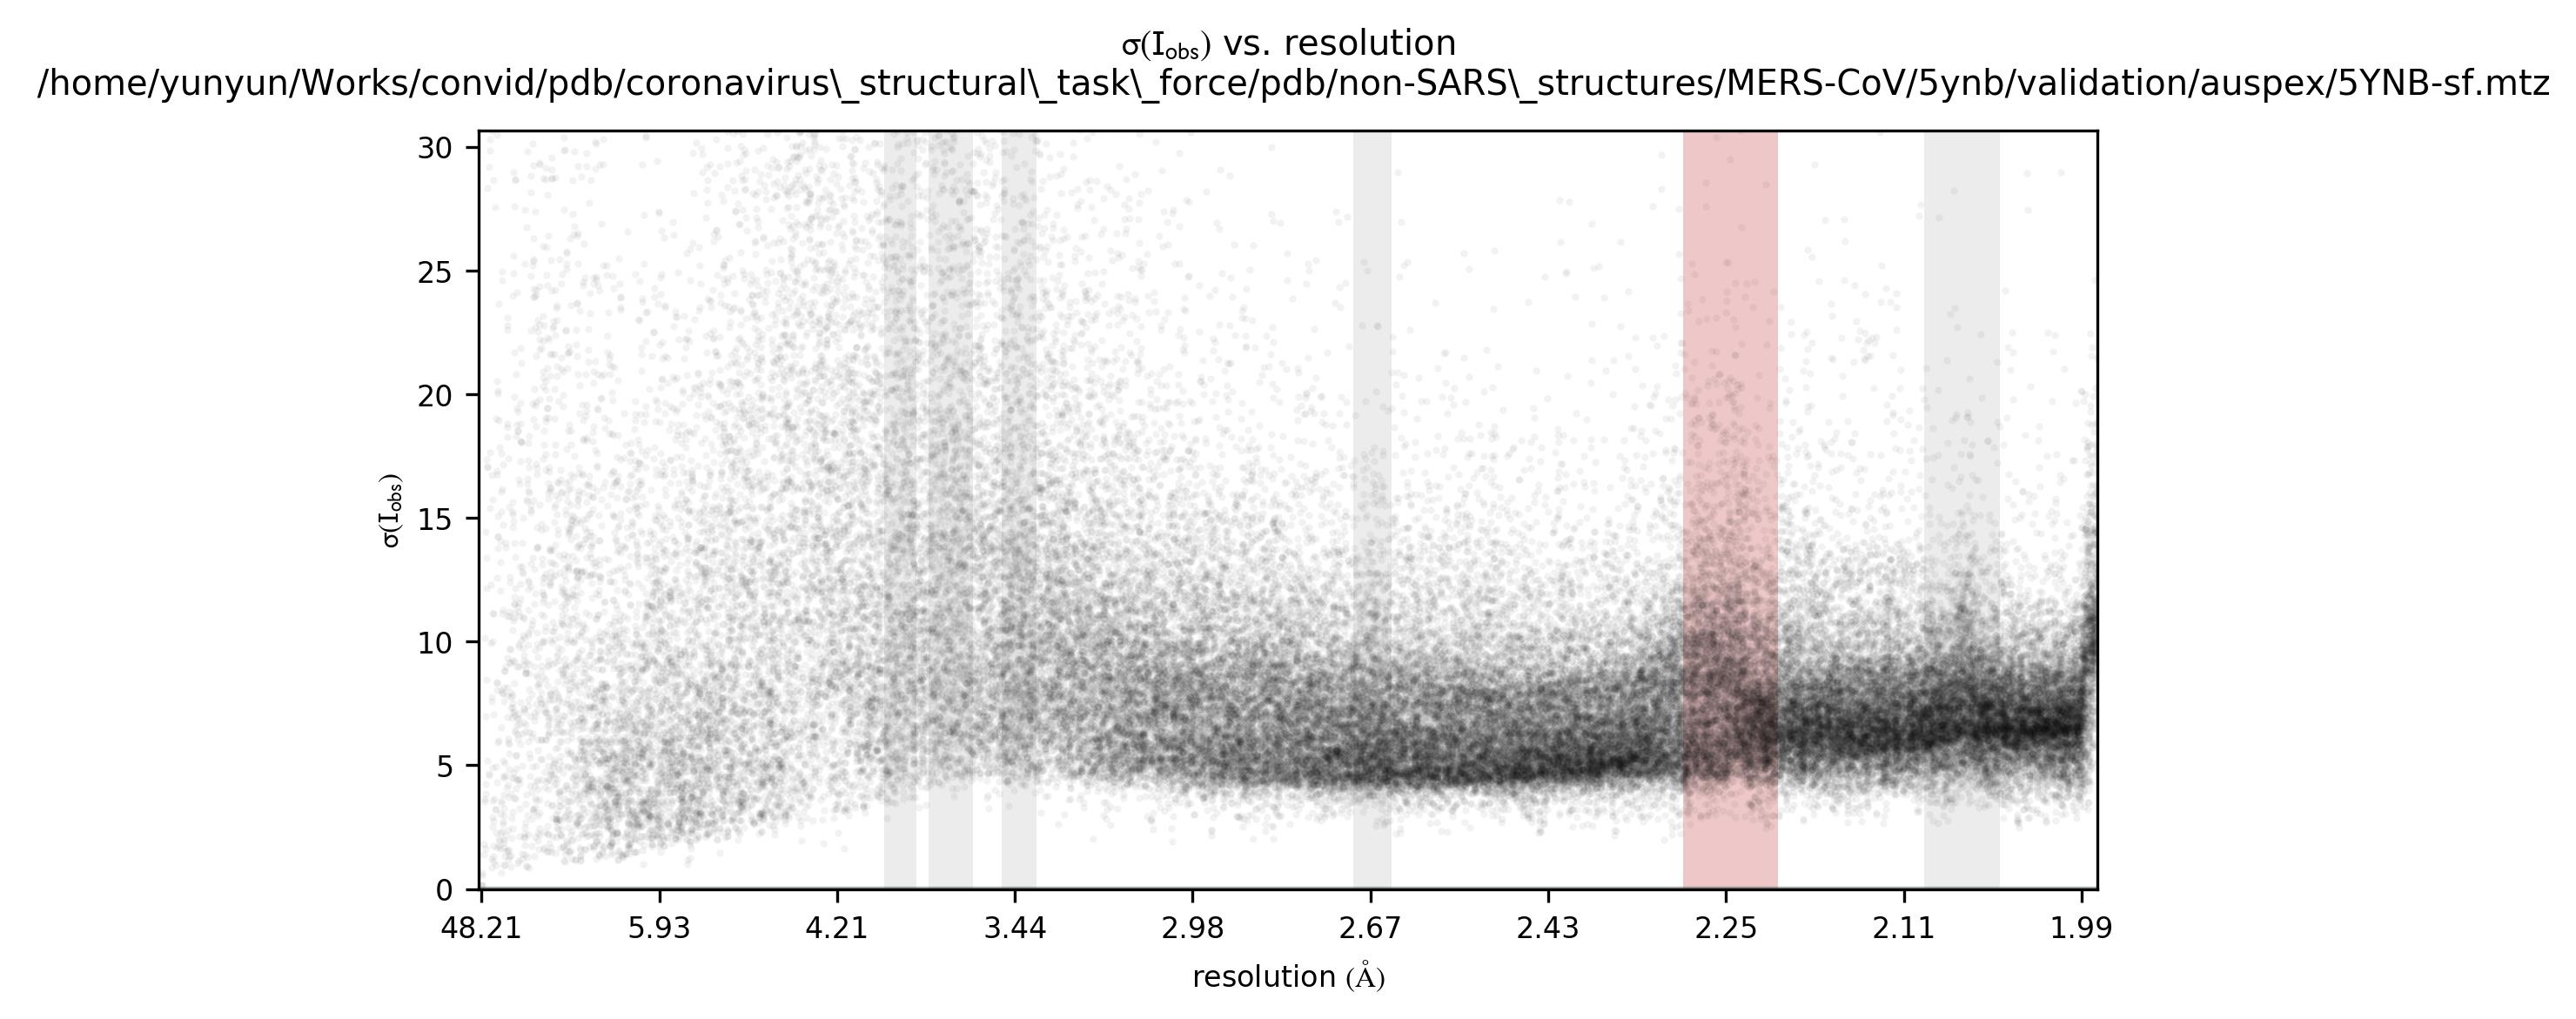 σ(Iobs) vs. resolution
/home/yunyun/Works/convid/pdb/coronavirus\_structural\_task\_force/pdb/non-SARS\_structures/MERS-CoV/5ynb/validation/auspex/5YNB-sf.mtz
30
25
20
15
10
5
0
σ(Iobs)
48.21 5.93 4.21 3.44 2.98 2.67 2.43 2.25 2.11 1.99
resolution (Å)